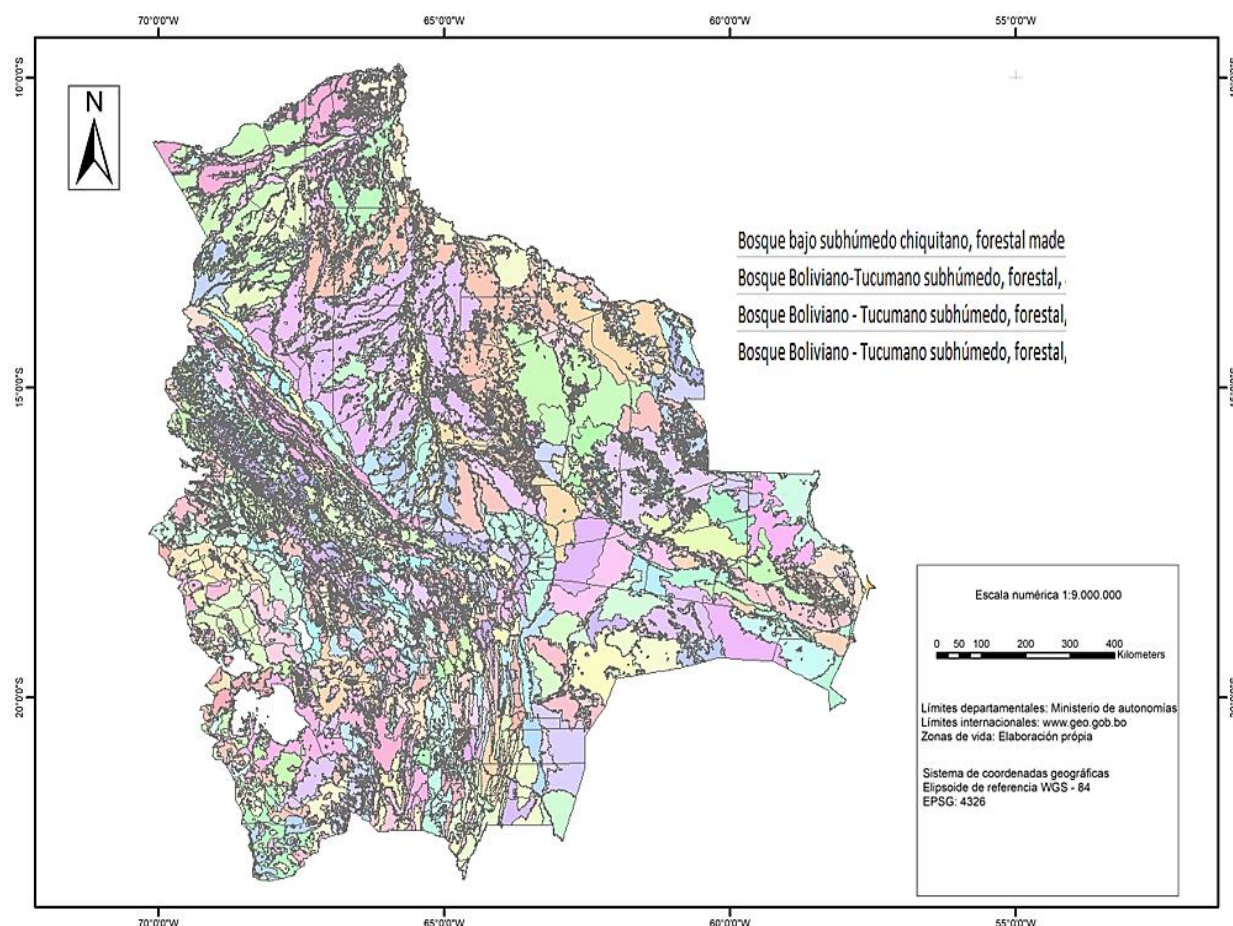 70°0'0"W 65°0'0"W 60°0'0"W 55°0'0"W
10°0'0"S
N
Bosque bajo subhúmedo chiquitano, forestal made
Bosque Boliviano-Tucumano subhúmedo, forestal,
Bosque Boliviano - Tucumano subhúmedo, forestal,
Bosque Boliviano - Tucumano subhúmedo, forestal,
15°0'0"S
Escala numérica 1:9.000.000
0 50 100 200 300 400
Kilometers
20°0'0"S
Límites departamentales: Ministerio de autonomías
Límites internacionales: www.geo.gob.bo
Zonas de vida: Elaboración própia
Sistema de coordenadas geográficas
Elipsoide de referencia WGS - 84
EPSG: 4326
70°0'0"W 65°0'0"W 60°0'0"W 55°0'0"W